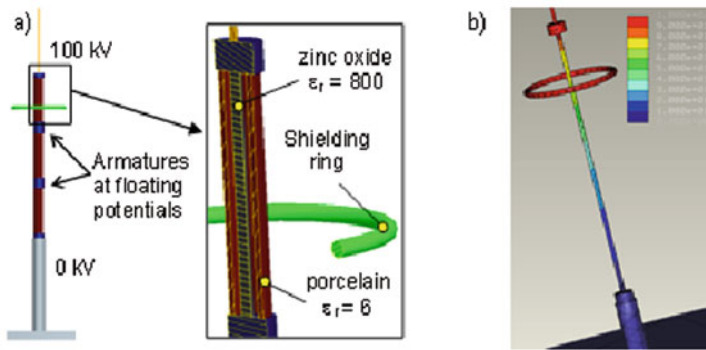 a)
100 kV
Armatures
at floating
potentials
0 kV
zinc oxide
εr = 800
Shielding
ring
porcelain
εr = 6
b)